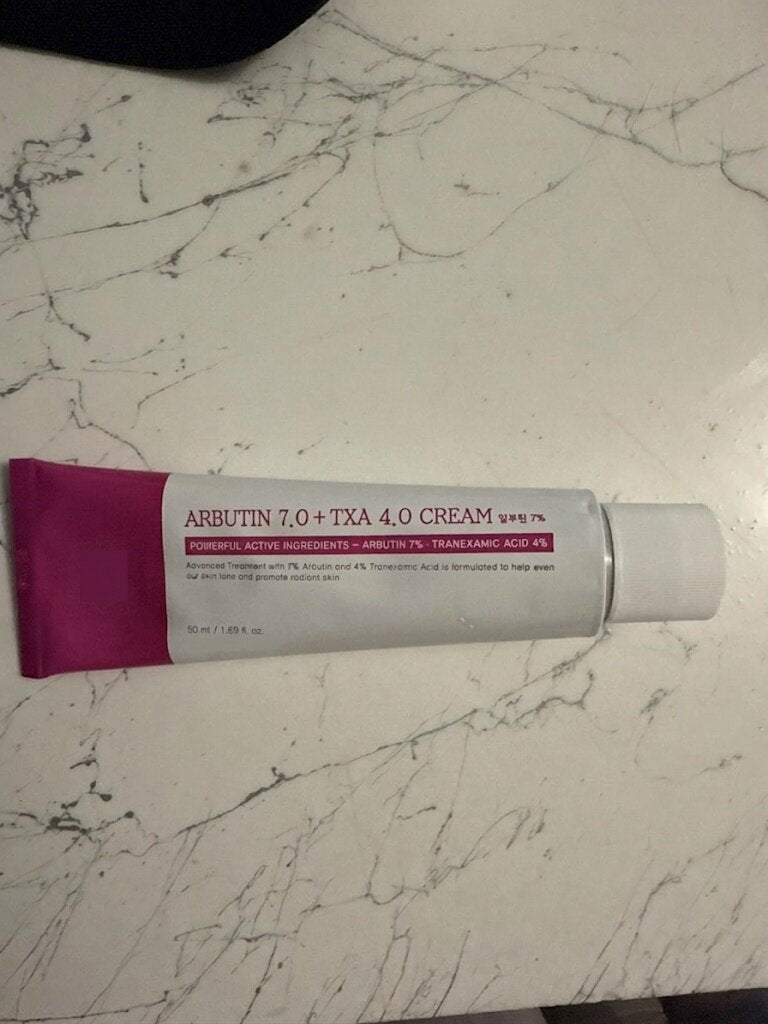 ARBUTIN 7.0 + TXA 4.0 CREAM 알부틴 7%
POWERFUL ACTIVE INGREDIENTS – ARBUTIN 7% · TRANEXAMIC ACID 4%
Advanced Treatment with 7% Arbutin and 4% Tranexamic Acid is formulated to help even
our skin tone and promote radiant skin
50 ml / 1.69 fl. oz.